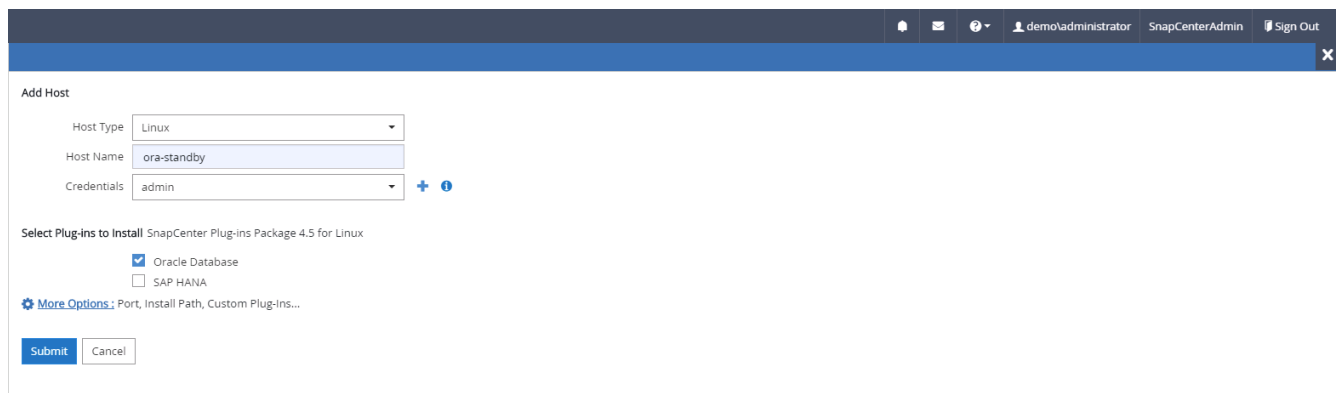 demo\administrator SnapCenterAdmin Sign Out
Add Host
Host Type Linux
Host Name ora-standby
Credentials admin
Select Plug-ins to Install SnapCenter Plug-ins Package 4.5 for Linux
Oracle Database
SAP HANA
More Options : Port, Install Path, Custom Plug-Ins...
Submit Cancel